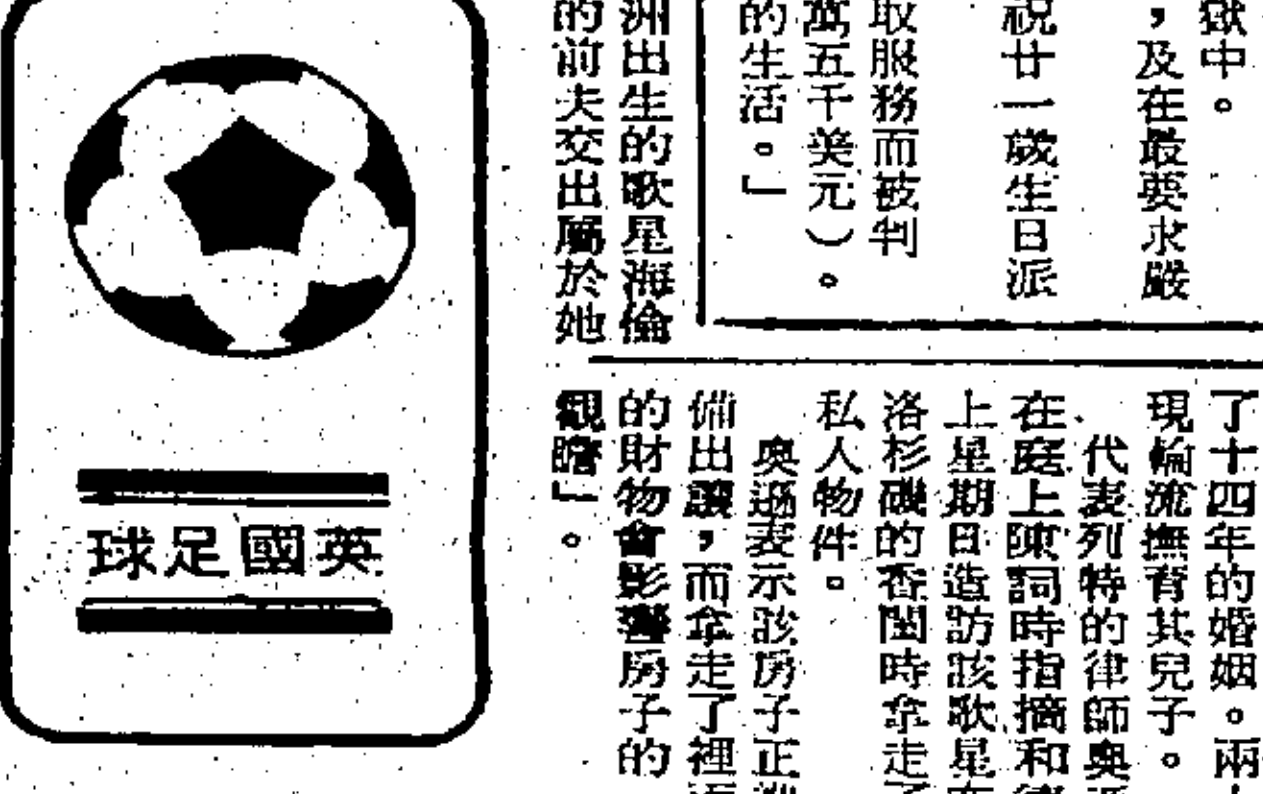 獄中。
，及在最要求嚴
祝廿一歲生日派
取服務而被判
萬五千美元）。
的生活。」
洲出生的歌星海倫
的前夫交出屬於她
了十四年的婚姻。兩
現輪流撫育其兒子。
代表列特的律師奧
在庭上陳詞時指摘和
上星期日造訪該歌星
洛杉磯的香閨時拿走了
私人物件。
奧遜表示該房子正
備出讓，而拿走了裡
的財物會影響房子的
觀瞻」。
球足國英